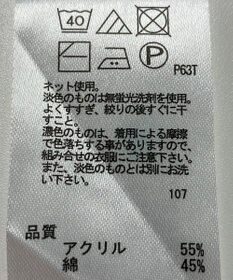 40
P
P63T
ネット使用。
淡色のものは無蛍光洗剤を使用。
よくすすぎ、絞りの後すぐに干
すこと。
濃色のものは、着用による摩擦
で色落ちする事がありますので、
組み合せの衣服にご注意下さい。
また、淡色のものとは別にお洗
い下さい。
107
品質
アクリル 55%
綿 45%